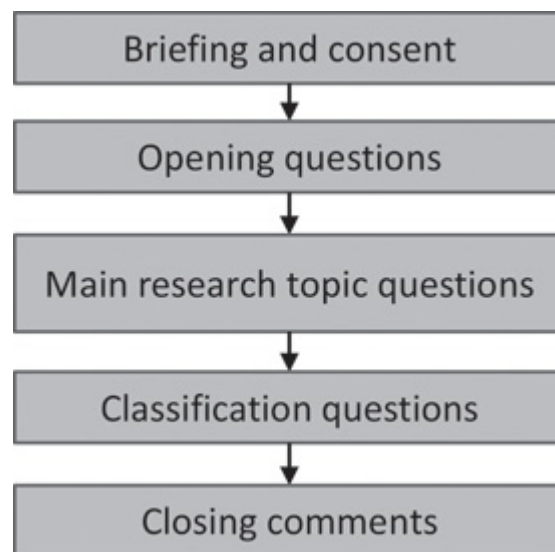 Briefing and consent
Opening questions
Main research topic questions
Classification questions
Closing comments